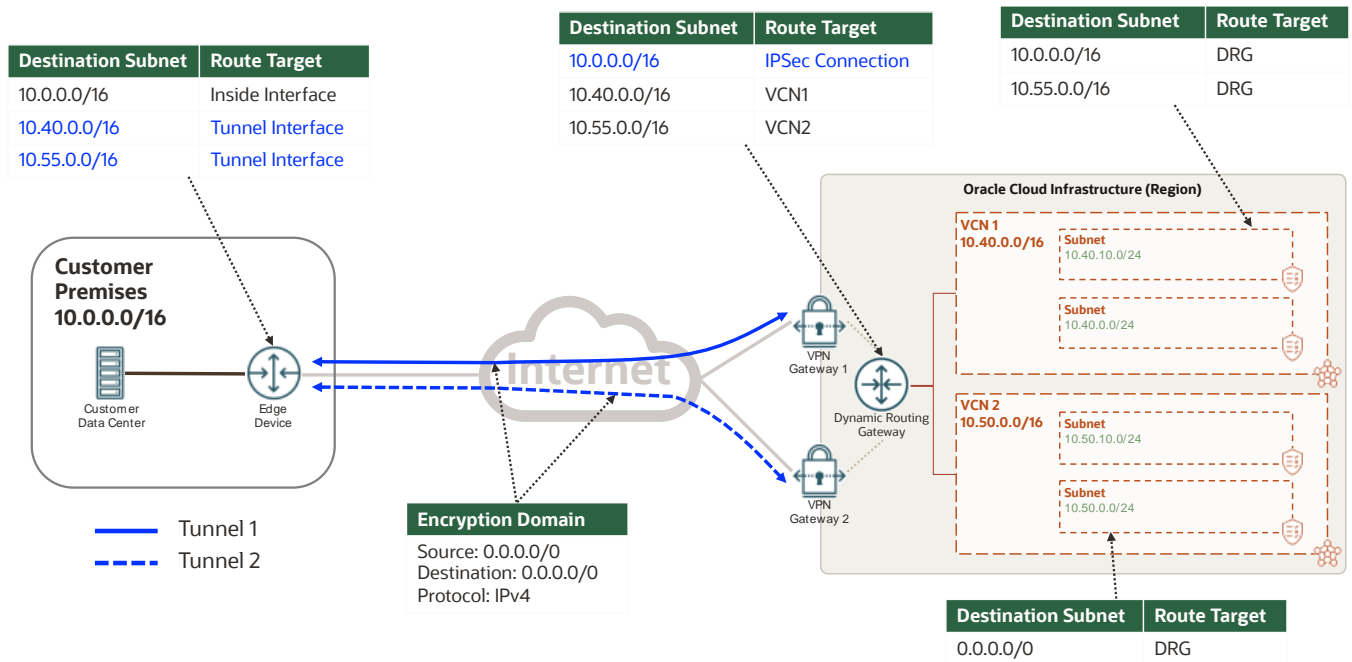 Destination Subnet Route Target
10.0.0.0/16 Inside Interface
10.40.0.0/16 Tunnel Interface
10.55.0.0/16 Tunnel Interface
Destination Subnet Route Target
10.0.0.0/16 IPSec Connection
10.40.0.0/16 VCN1
10.55.0.0/16 VCN2
Destination Subnet Route Target
10.0.0.0/16 DRG
10.55.0.0/16 DRG
Oracle Cloud Infrastructure (Region)
Customer
Premises
10.0.0.0/16
Customer
Data Center
Edge
Device
Internet
VPN
Gateway 1
Dynamic Routing
Gateway
VPN
Gateway 2
VCN 1
10.40.0.0/16
Subnet
10.40.10.0/24
Subnet
10.40.0.0/24
VCN 2
10.50.0.0/16
Subnet
10.50.10.0/24
Subnet
10.50.0.0/24
Tunnel 1
Tunnel 2
Encryption Domain
Source: 0.0.0.0/0
Destination: 0.0.0.0/0
Protocol: IPv4
Destination Subnet Route Target
0.0.0.0/0 DRG